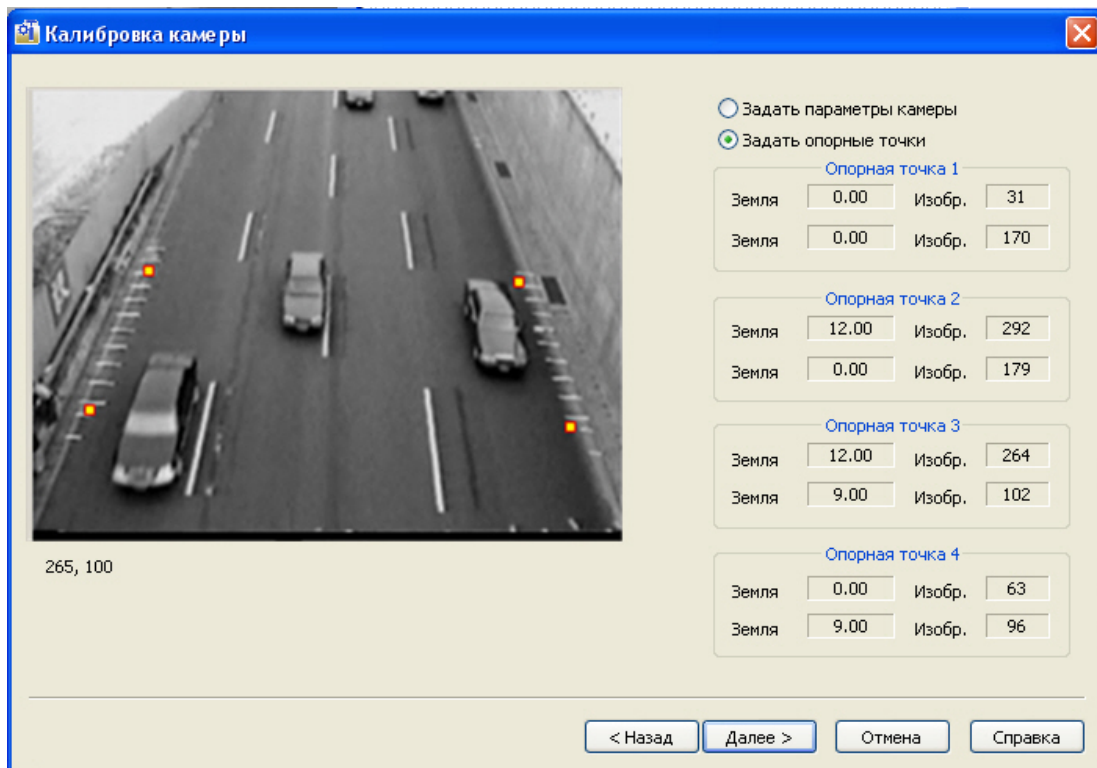 Калибровка камеры
Задать параметры камеры
Задать опорные точки
Опорная точка 1
Земля 0.00 Изобр. 31
Земля 0.00 Изобр. 170
Опорная точка 2
Земля 12.00 Изобр. 292
Земля 0.00 Изобр. 179
Опорная точка 3
Земля 12.00 Изобр. 264
Земля 9.00 Изобр. 102
Опорная точка 4
Земля 0.00 Изобр. 63
Земля 9.00 Изобр. 96
265, 100
< Назад Далее > Отмена Справка